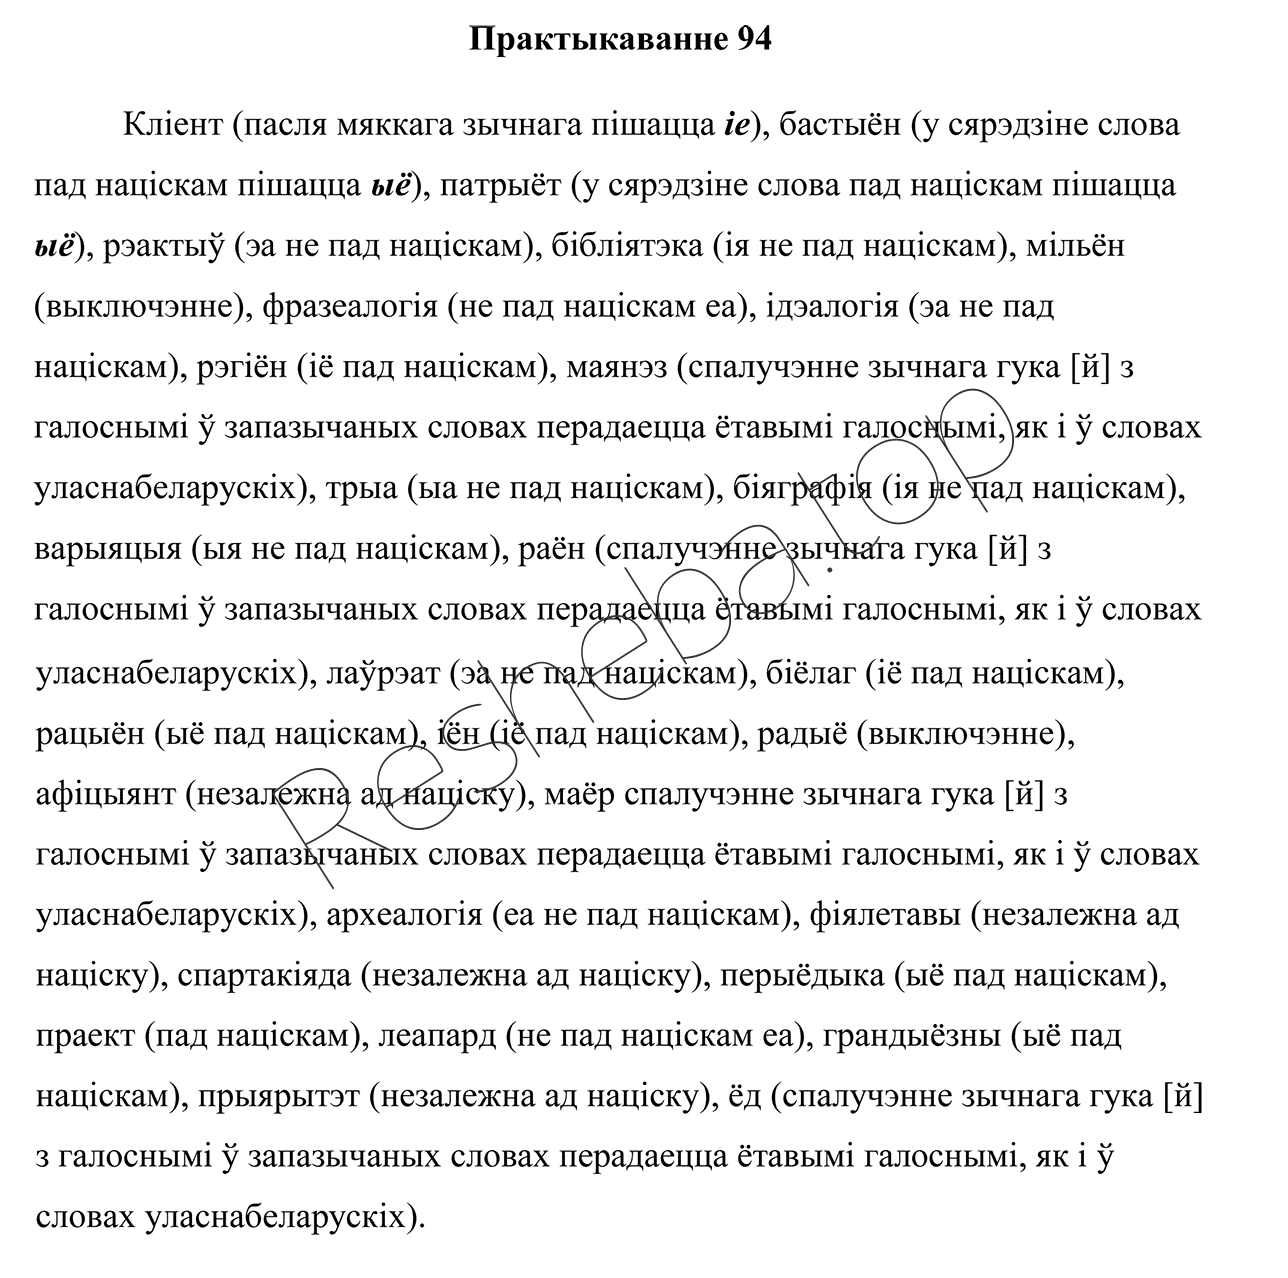 Практыкаванне 94
Кліент (пасля мяккага зычнага пішацца іе), бастыён (у сярэдзіне слова
пад націскам пішацца ыё), патрыёт (у сярэдзіне слова пад націскам пішацца
ыё), рэактыў (эа не пад націскам), бібліятэка (ія не пад націскам), мільён
(выключэнне), фразеалогія (не пад націскам еа), ідэалогія (эа не пад
націскам), рэгіён (іё пад націскам), маянэз (спалучэнне зычнага гука [й] з
галоснымі ў запазычаных словах перадаецца ётавымі галоснымі, як і ў словах
уласнабеларускіх), трыа (ыа не пад націскам), біяграфія (ія не пад націскам),
варыяцыя (ыя не пад націскам), раён (спалучэнне зычнага гука [й] з
галоснымі ў запазычаных словах перадаецца ётавымі галоснымі, як і ў словах
уласнабеларускіх), лаўрэат (эа не пад націскам), біёлаг (іё пад націскам),
рацыён (ыё пад націскам), іён (іё пад націскам), радыё (выключэнне),
афіцыянт (незалежна ад націску), маёр спалучэнне зычнага гука [й] з
галоснымі ў запазычаных словах перадаецца ётавымі галоснымі, як і ў словах
уласнабеларускіх), археалогія (еа не пад націскам), фіялетавы (незалежна ад
націску), спартакіяда (незалежна ад націску), перыёдыка (ыё пад націскам),
праект (пад націскам), леапард (не пад націскам еа), грандыёзны (ыё пад
націскам), прыярытэт (незалежна ад націску), ёд (спалучэнне зычнага гука [й]
з галоснымі ў запазычаных словах перадаецца ётавымі галоснымі, як і ў
словах уласнабеларускіх).
Resheba.top